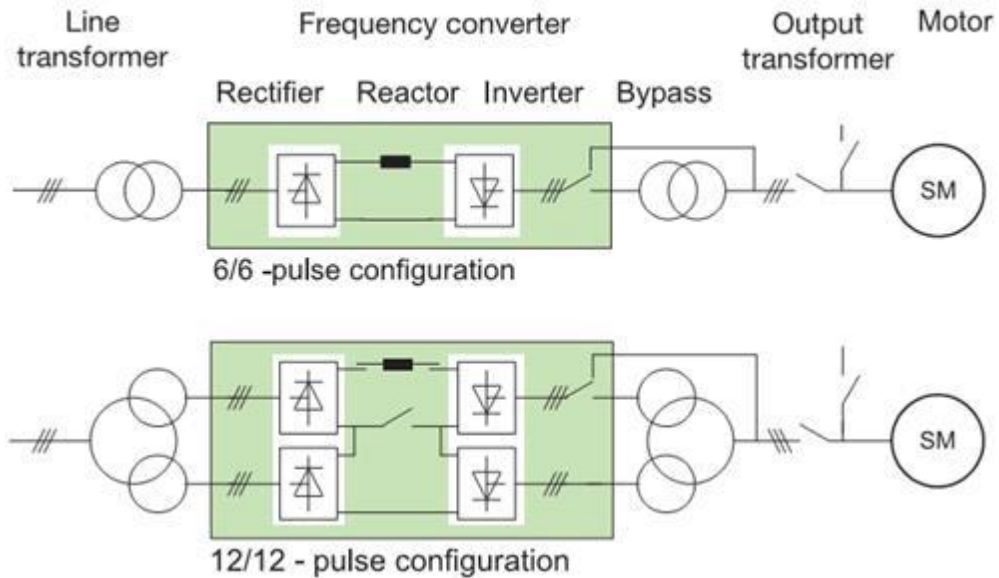 Line
transformer
Frequency converter
Output
transformer
Motor
Rectifier Reactor Inverter Bypass
SM
6/6 -pulse configuration
SM
12/12 - pulse configuration